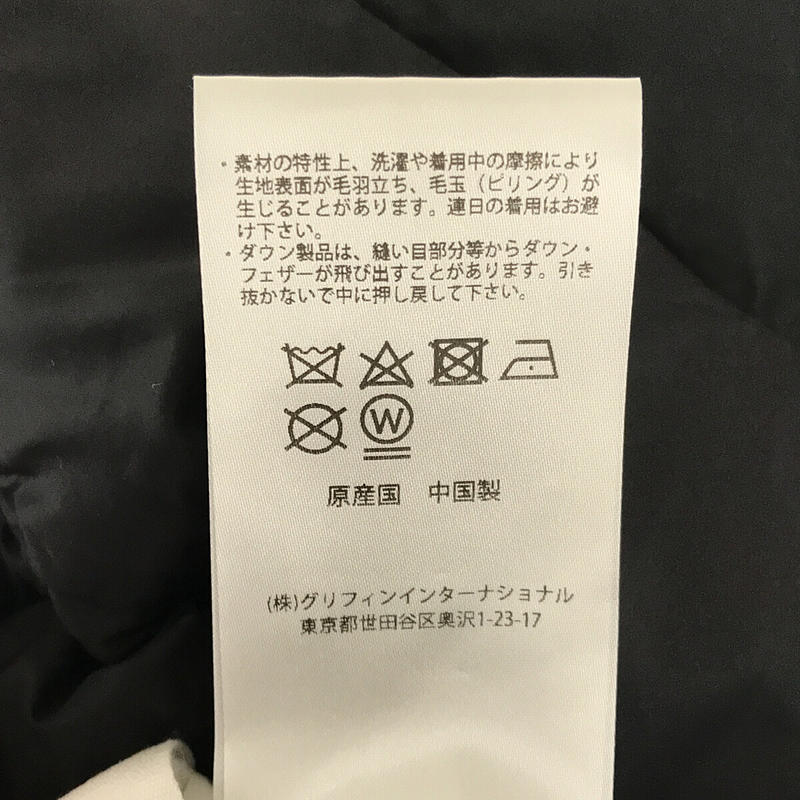 ・素材の特性上、洗濯や着用中の摩擦により
生地表面が毛羽立ち、毛玉（ピリング）が
生じることがあります。連日の着用はお避
け下さい。
・ダウン製品は、縫い目部分等からダウン・
フェザーが飛び出すことがあります。引き
抜かないで中に押し戻して下さい。
W
原産国　中国製
(株)グリフィンインターナショナル
東京都世田谷区奥沢1-23-17